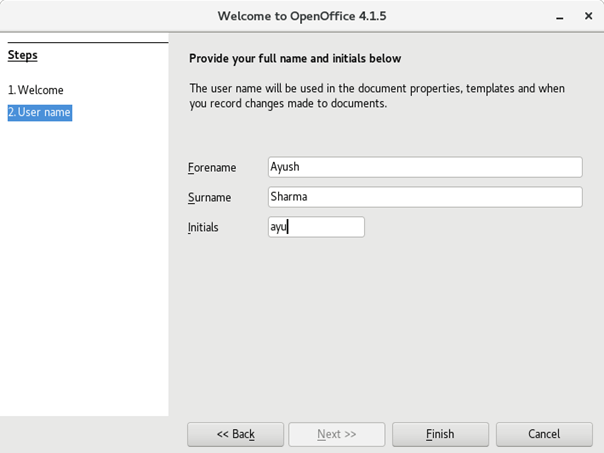 Welcome to OpenOffice 4.1.5
Steps
1. Welcome
2. User name
Provide your full name and initials below
The user name will be used in the document properties, templates and when
you record changes made to documents.
Forename
Ayush
Surname
Sharma
Initials
ayu
<< Back
Next >>
Finish
Cancel